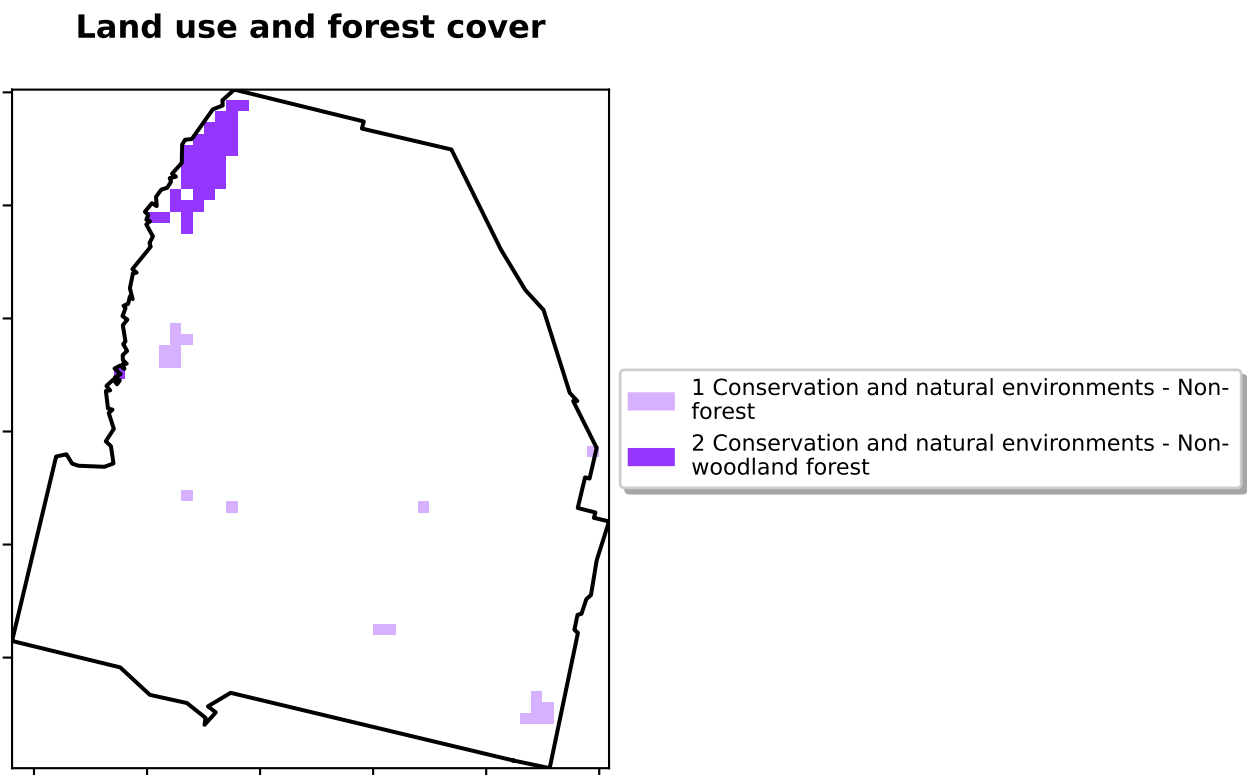 Land use and forest cover
1 Conservation and natural environments - Non-
forest
2 Conservation and natural environments - Non-
woodland forest